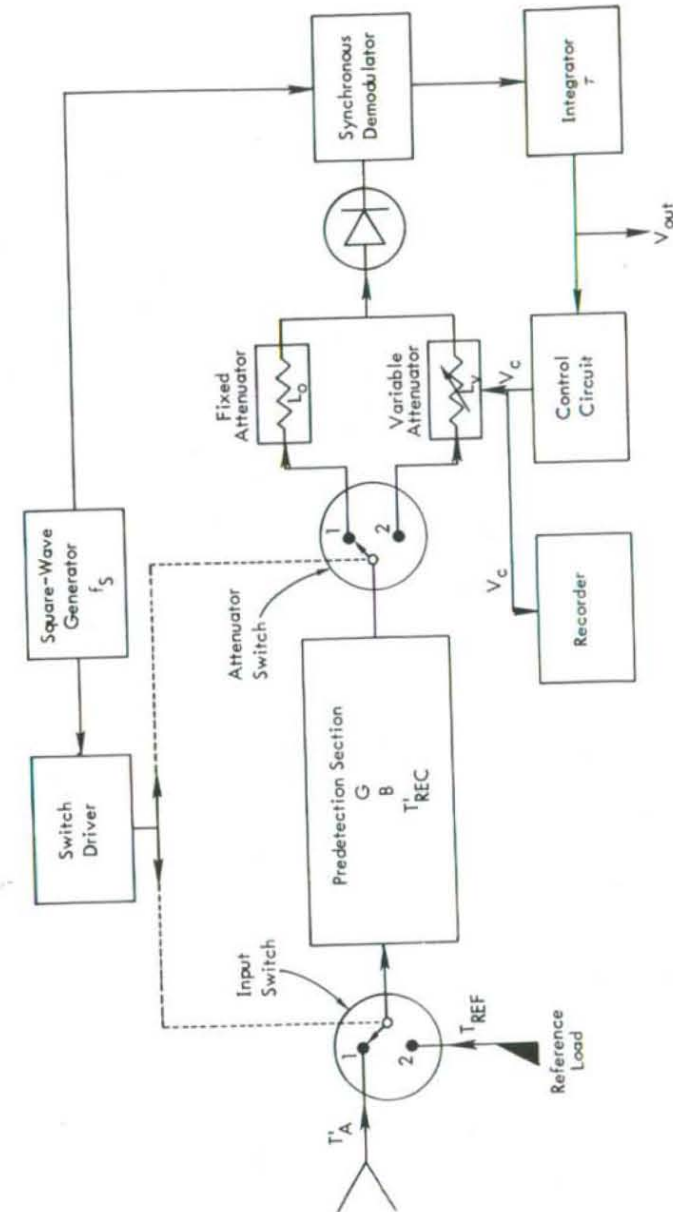 Square-Wave
Generator
f_S
Switch
Driver
Synchronous
Demodulator
Integrator
τ
V_out
Fixed
Attenuator
L_o
Variable
Attenuator
L_v
V_c
Control
Circuit
Attenuator
Switch
1
2
V_c
Recorder
Predetection Section
G
B
T'_REC
Input
Switch
1
2
T'_A
T_REF
Reference
Load